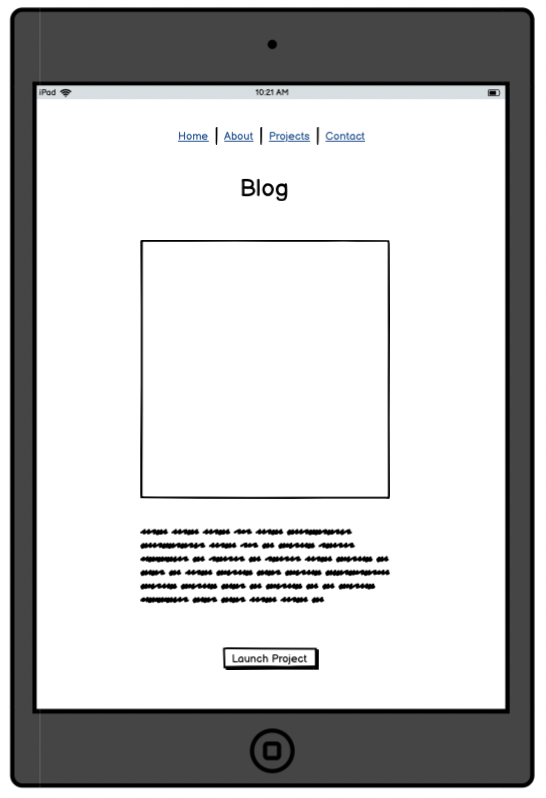 iPad 10:21 AM
Home | About | Projects | Contact
Blog
Launch Project